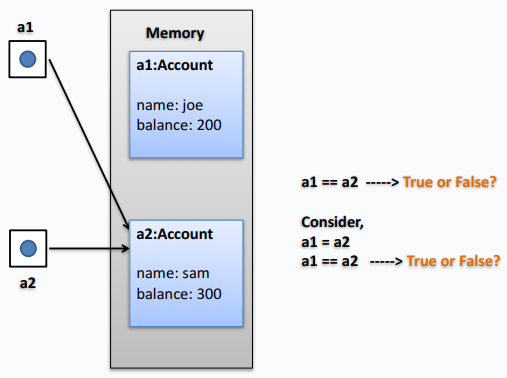 a1
Memory
a1:Account
name: joe
balance: 200
a1 == a2 -----> True or False?
Consider,
a1 = a2
a1 == a2 -----> True or False?
a2:Account
name: sam
balance: 300
a2